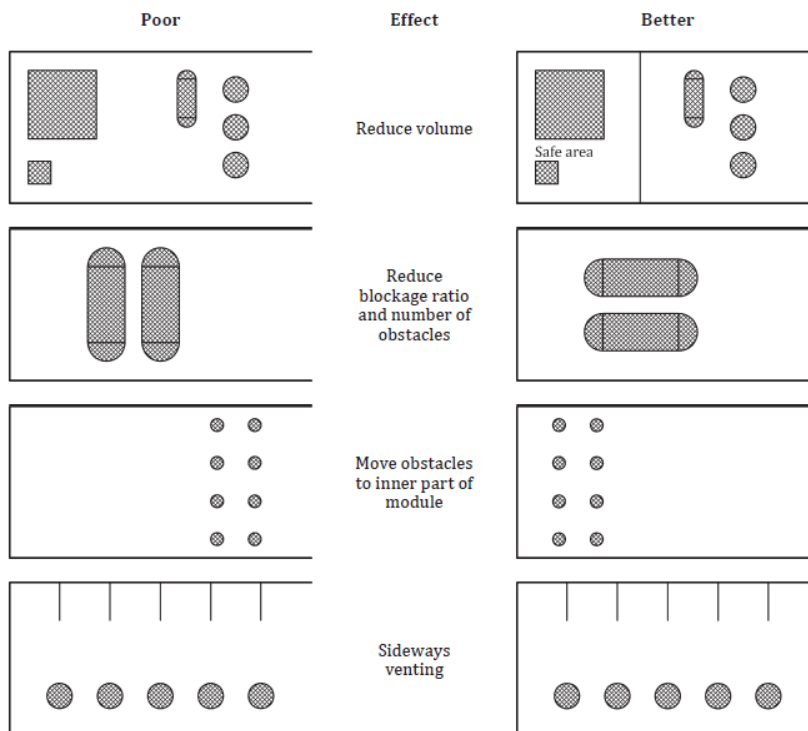 Poor Effect Better
Reduce volume
Safe area
Reduce
blockage ratio
and number of
obstacles
Move obstacles
to inner part of
module
Sideways
venting